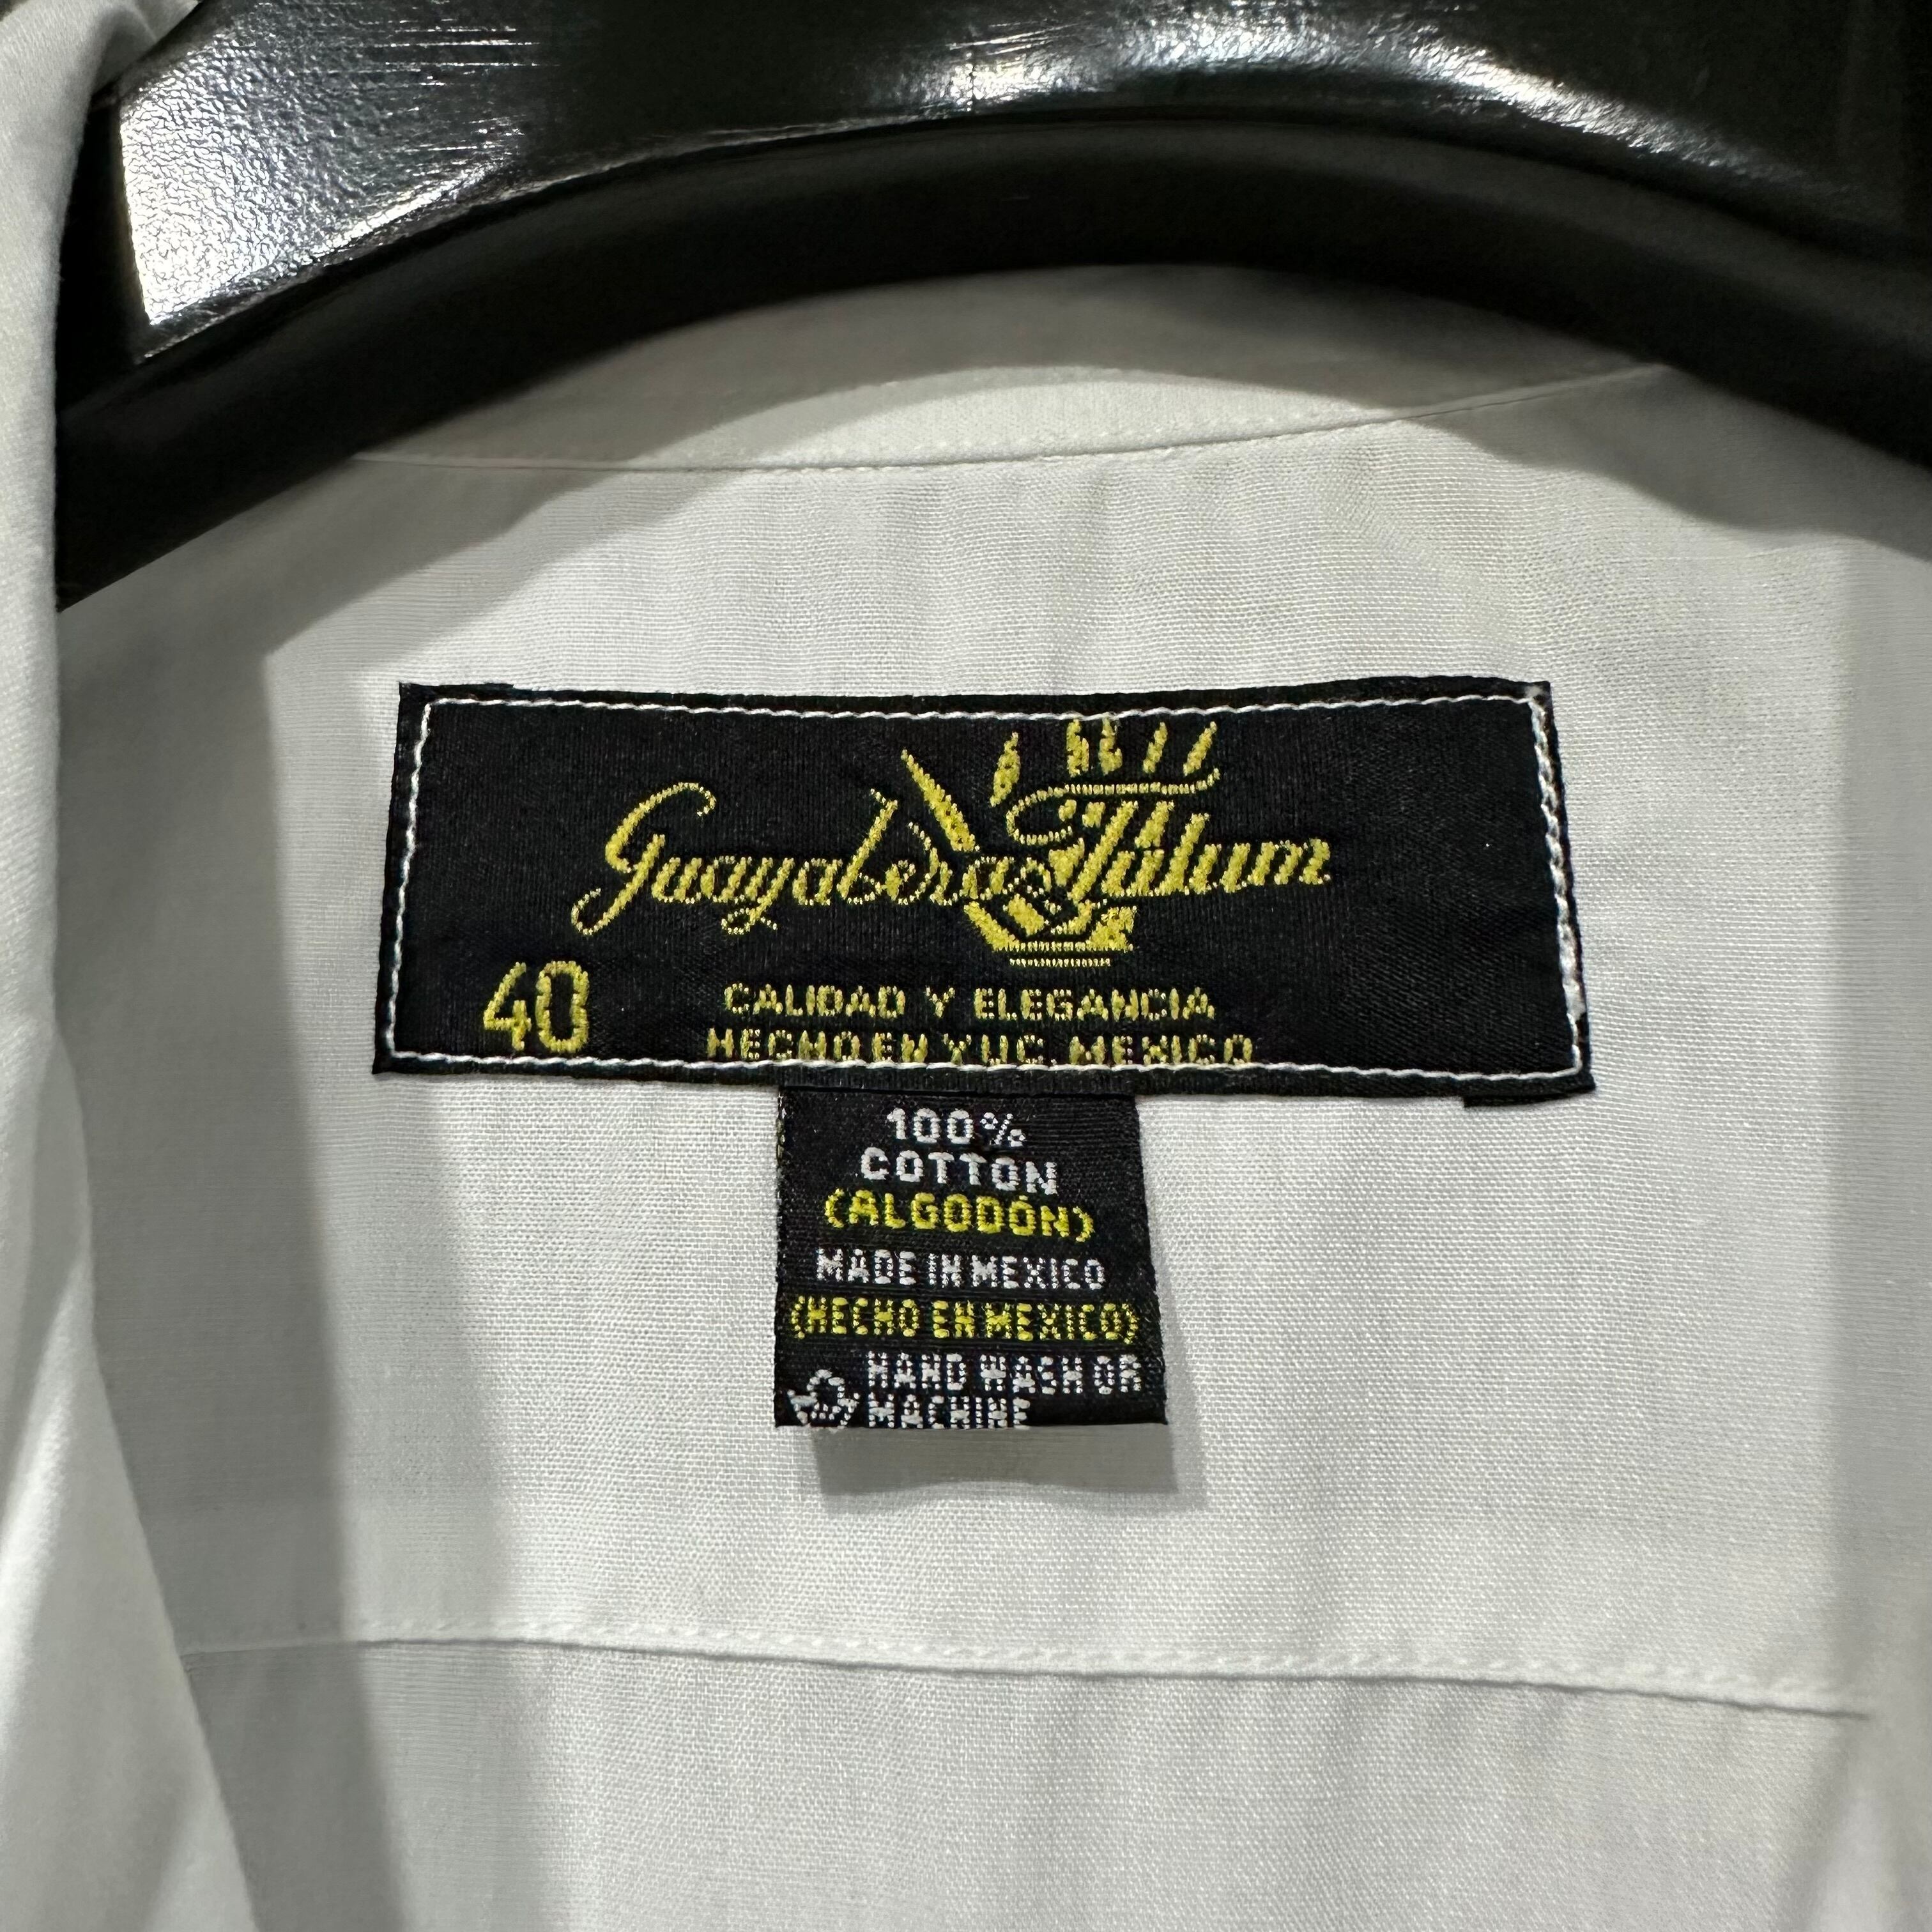 Guayaberas Tulum
40
CALIDAD Y ELEGANCIA
HECHO EN YUC. MEXICO
100%
COTTON
(ALGODÓN)
MADE IN MEXICO
(HECHO EN MEXICO)
HAND WASH OR
MACHINE